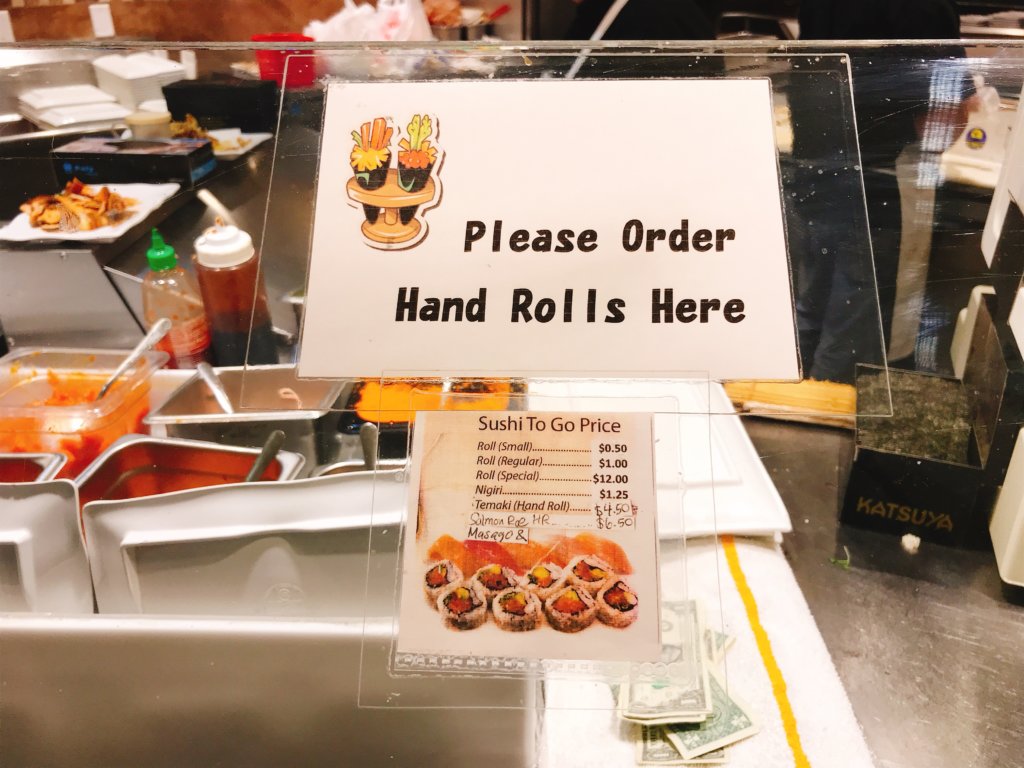 Please Order
Hand Rolls Here
Sushi To Go Price
Roll (Small)........................ $0.50
Roll (Regular).................... $1.00
Roll (Special)..................... $12.00
Nigiri.................................. $1.25
Temaki (Hand Roll)........ $4.50
Salmon Roe HR .......... $6.50
Masago &
KATSUYA